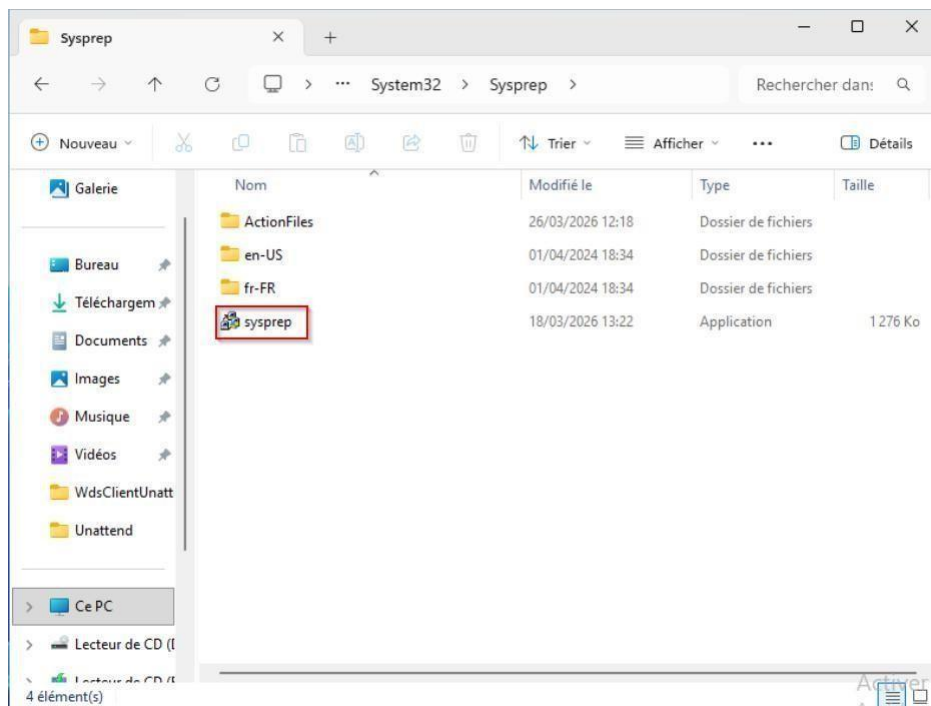 Sysprep
System32 > Sysprep > Rechercher dans
Nouveau Trier Afficher ... Détails
Galerie
Bureau
Téléchargem
Documents
Images
Musique
Vidéos
WdsClientUnatt
Unattend
Ce PC
Lecteur de CD (
Nom Modifié le Type Taille
ActionFiles 26/03/2026 12:18 Dossier de fichiers
en-US 01/04/2024 18:34 Dossier de fichiers
fr-FR 01/04/2024 18:34 Dossier de fichiers
sysprep 18/03/2026 13:22 Application 1 276 Ko
4 élément(s)
Activer